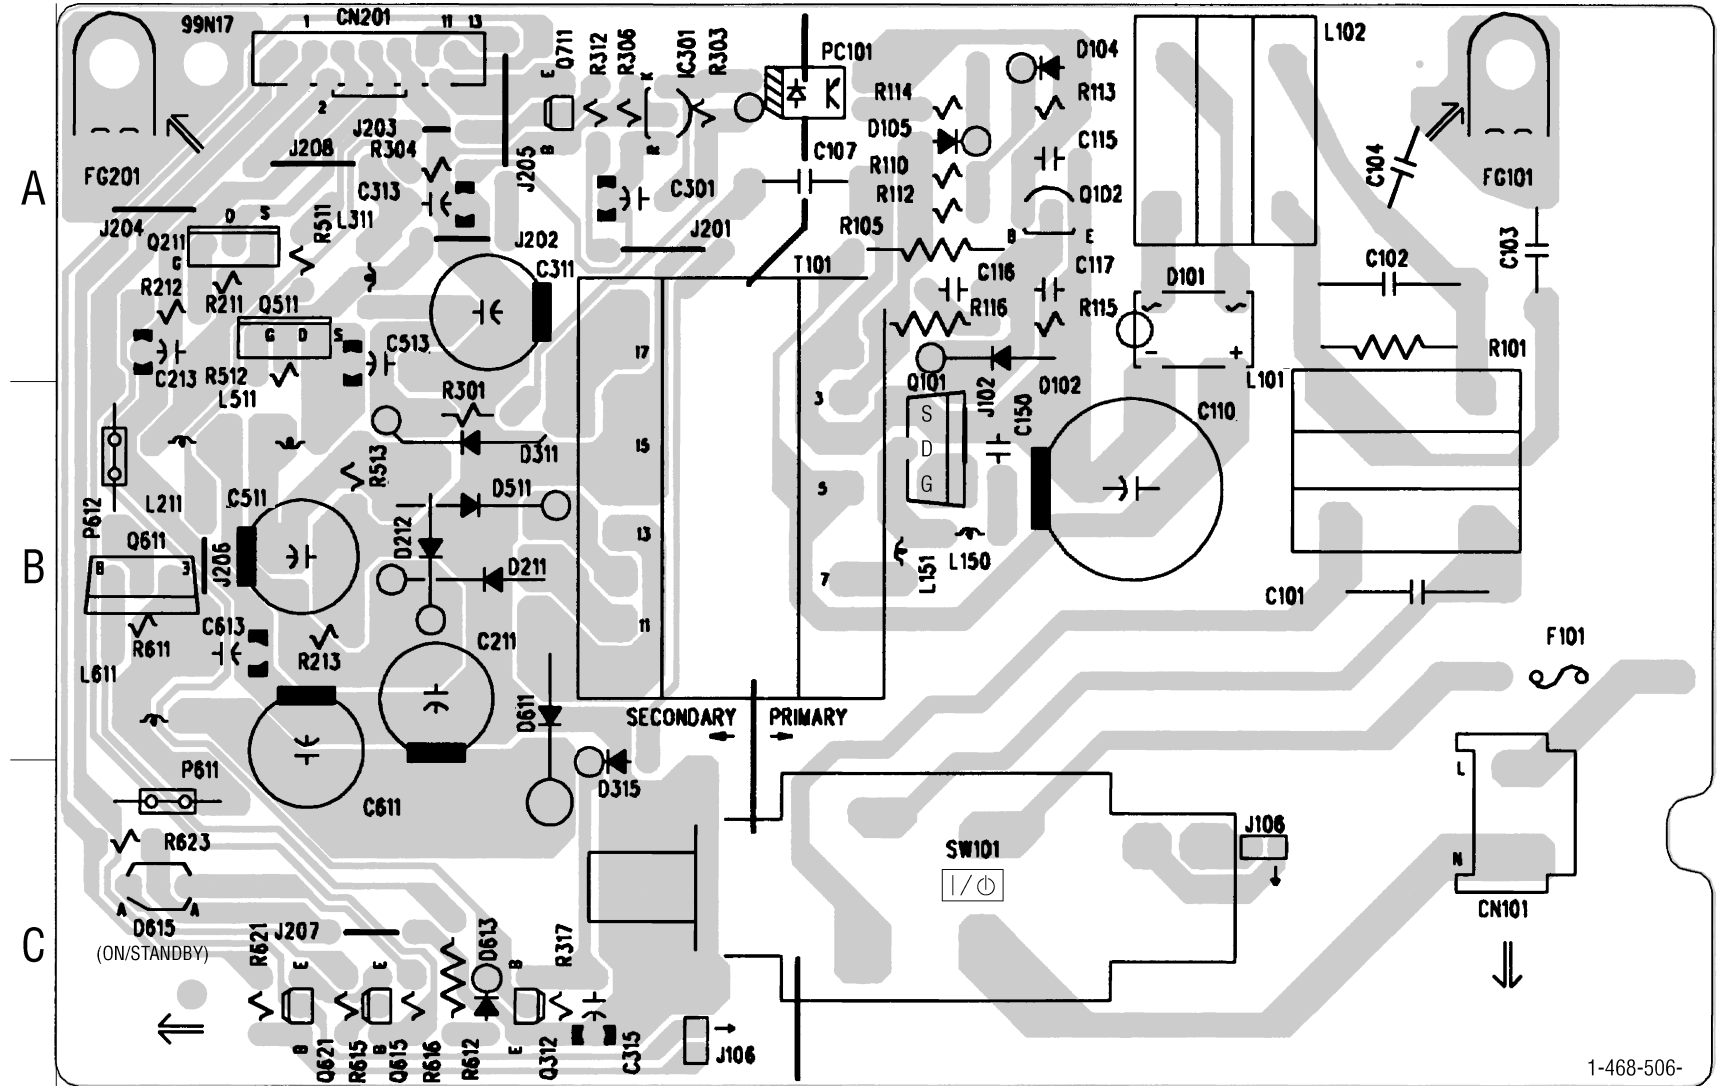 99N17
1
CN201
11
13
2
J203
J208
R304
C313
FG201
J204
D
S
R511
L311
Q211
G
R212
R211
Q511
G D S
C213
R512
L511
C513
J202
C311
J205
E
Q711
B
R312
R306
K
IC301
R303
R
C301
J201
PC101
C107
T101
R105
R114
D105
R110
R112
D104
R113
C115
Q1D2
B
E
C116
C117
R116
R115
D101
-
+
L102
C104
FG101
C103
C102
R101
L101
A
R301
D311
R513
D511
D212
D211
P612
L211
C511
Q611
B
3
J206
R611
C613
R213
L611
C211
D611
17
15
13
11
3
5
7
Q101
S
D
G
J102
C150
D102
C110
L151
L150
C101
F101
B
SECONDARY
PRIMARY
P611
C611
D315
R623
A
A
D615
(ON/STANDBY)
J207
R621
E
E
D613
B
R317
SW101
J106
L
N
CN101
C
B
Q621
R615
B
Q615
R616
R612
E
Q312
C315
J106
1-468-506-